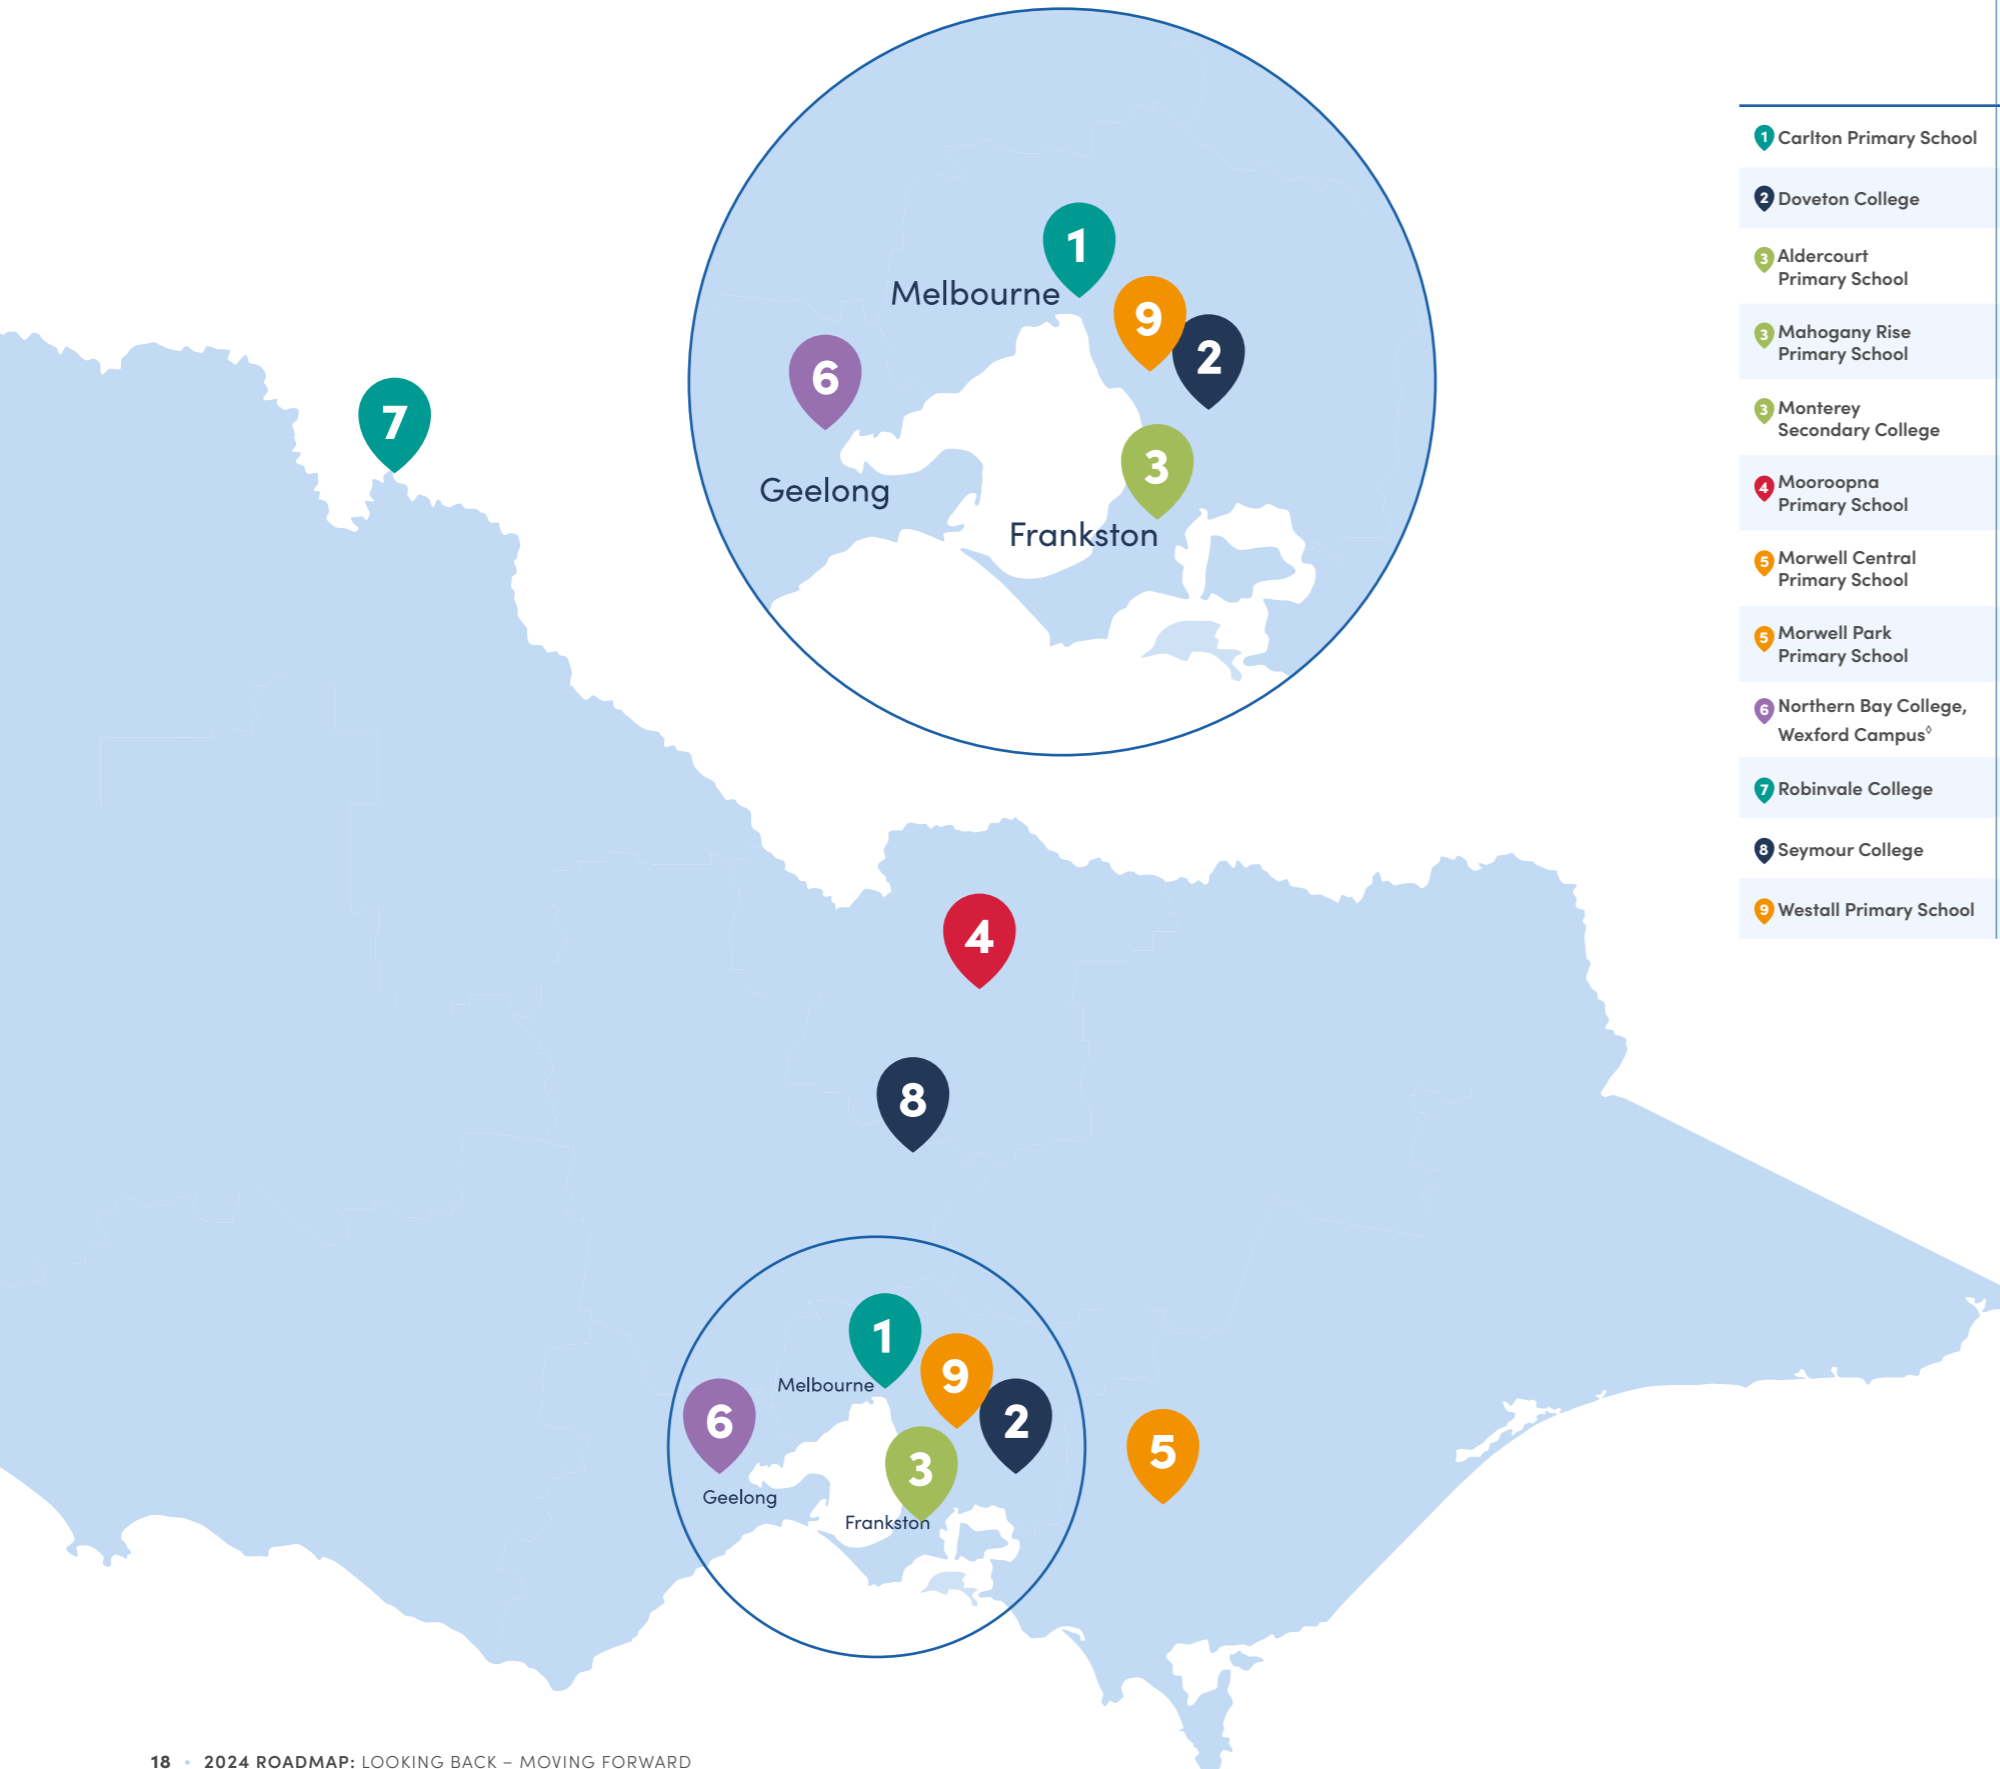 1
Melbourne
9
2
6
3
Geelong
Frankston
7
4
8
1
Melbourne
9
6
2
3
5
Geelong
Frankston
1 Carlton Primary School
2 Doveton College
3 Aldercourt
Primary School
3 Mahogany Rise
Primary School
3 Monterey
Secondary College
4 Mooroopna
Primary School
5 Morwell Central
Primary School
5 Morwell Park
Primary School
6 Northern Bay College,
Wexford Campus◊
7 Robinvale College
8 Seymour College
9 Westall Primary School
18 • 2024 ROADMAP: LOOKING BACK – MOVING FORWARD